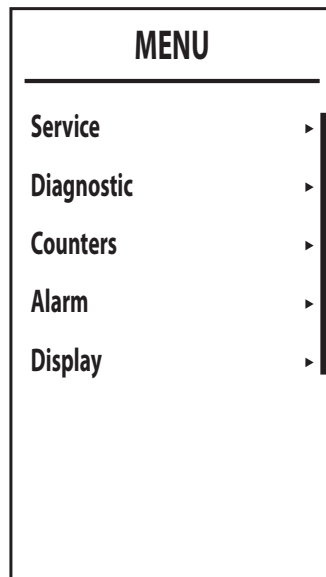 MENU
Service
Diagnostic
Counters
Alarm
Display